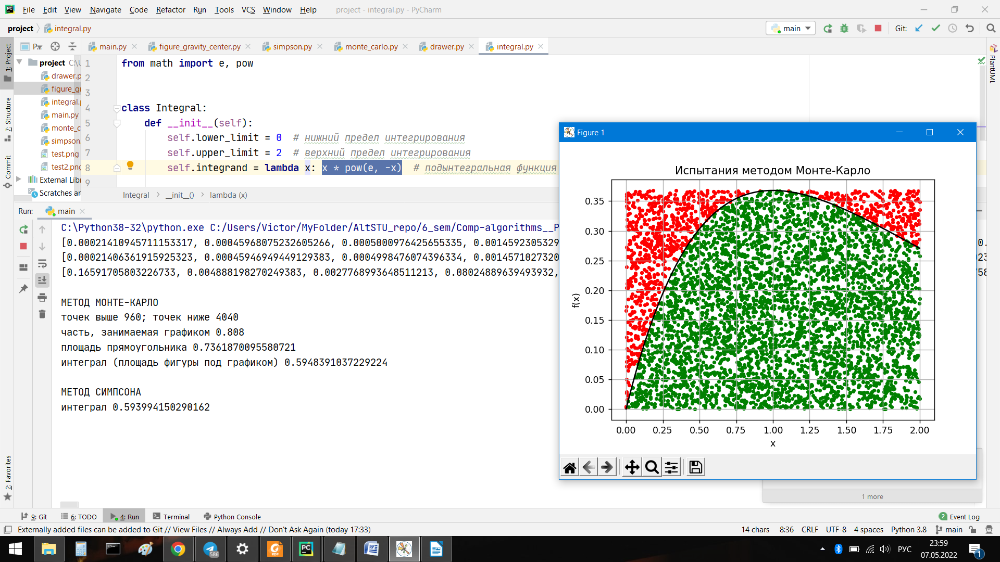 File Edit View Navigate Code Refactor Run Tools VCS Window Help project - integral.py - PyCharm
project integral.py main Git:
1: Project
7: Structure
Commit
2: Favorites
PlantUML
P...
main.py figure_gravity_center.py simpson.py monte_carlo.py drawer.py integral.py
project C:\U
drawer.p
figure_gr
integral.p
main.py
monte_c
simpson.
test.png
test2.png
External Libr
Scratches ar
1 from math import e, pow
2
3
4 class Integral:
5 def __init__(self):
6 self.lower_limit = 0 # нижний предел интегрирования
7 self.upper_limit = 2 # верхний предел интегрирования
8 self.integrand = lambda x: x * pow(e, -x) # подынтегральная функция
9
Integral __init__() lambda (x)
Run: main
C:\Python38-32\python.exe C:/Users/Victor/MyFolder/AltSTU_repo/6_sem/Comp-algorithms__P
[0.00021410945711153317, 0.00045968075232605266, 0.0005000976425655335, 0.0014592305329
[0.00021406361915925323, 0.00045946949449129383, 0.00049984760743963​34, 0.0014571027320
[0.16591705803226733, 0.004888198270249383, 0.0027768993648511213, 0.08024889639493932,
МЕТОД МОНТЕ-КАРЛО
точек выше 960; точек ниже 4040
часть, занимаемая графиком 0.808
площадь прямоугольника 0.7361870095580721
интеграл (площадь фигуры под графиком) 0.5948391037229224
МЕТОД СИМПСОНА
интеграл 0.593994150290162
Figure 1
Испытания методом Монте-Карло
0.35
0.30
0.25
0.20
0.15
0.10
0.05
0.00
f(x)
0.00 0.25 0.50 0.75 1.00 1.25 1.50 1.75 2.00
x
1 more
9: Git 6: TODO 4: Run Terminal Python Console 2 Event Log
Externally added files can be added to Git // View Files // Always Add // Don't Ask Again (today 17:33) 14 chars 8:36 CRLF UTF-8 4 spaces Python 3.8 main
586
PDF
PC
РУС
23:59
07.05.2022
1